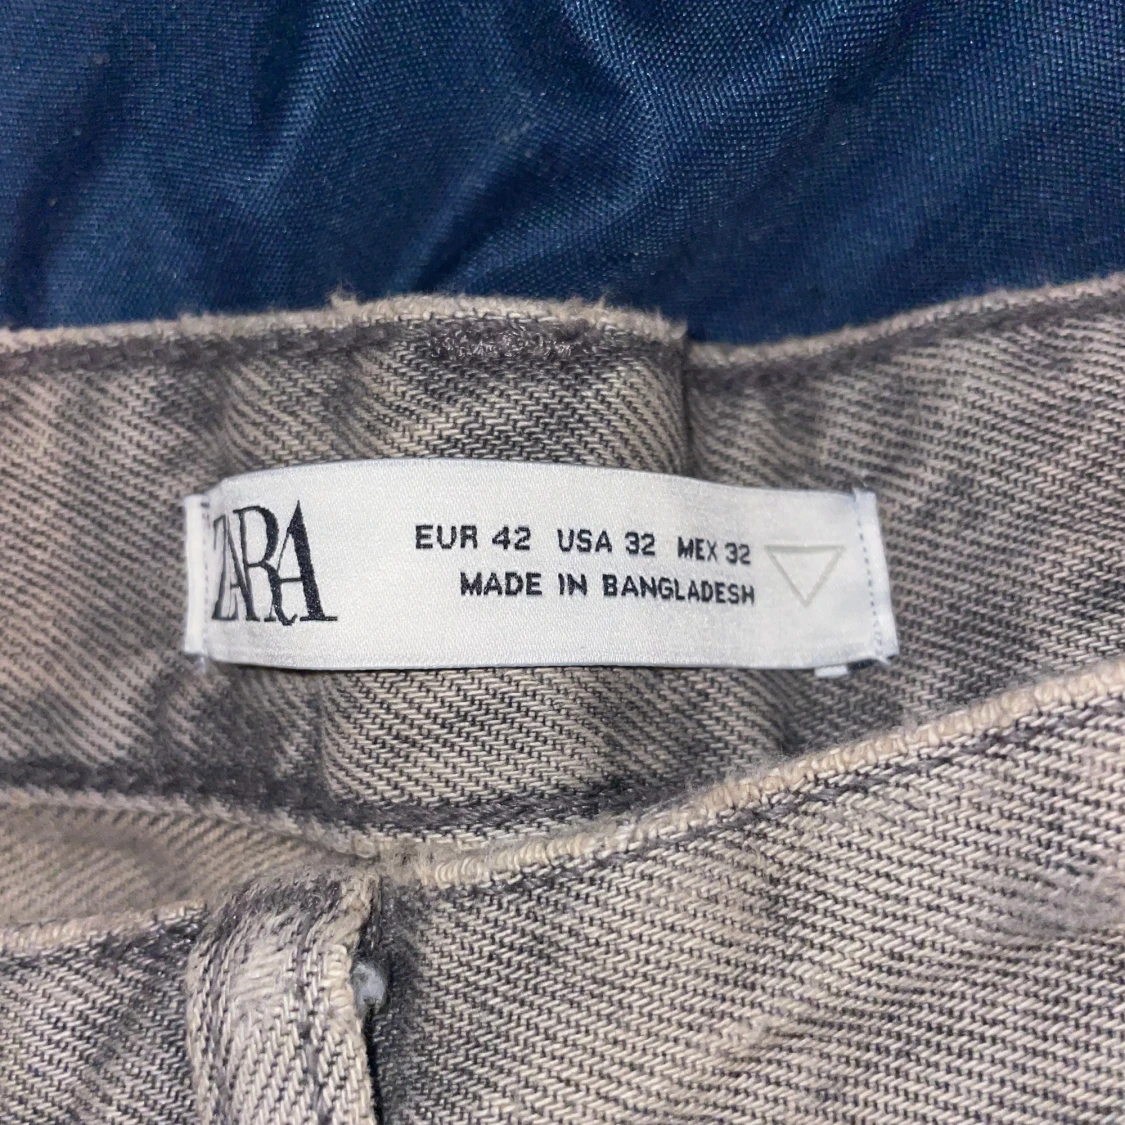 ZARA
EUR 42 USA 32 MEX 32
MADE IN BANGLADESH